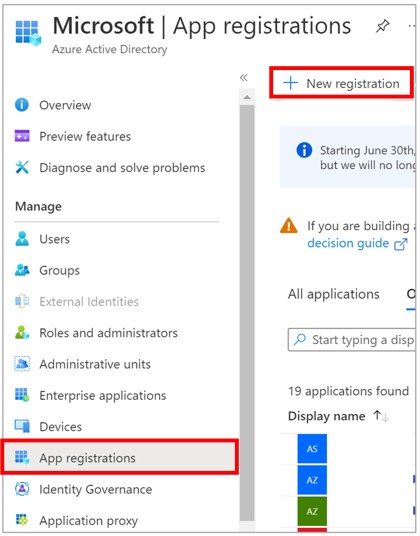 Microsoft | App registrations
Azure Active Directory
Overview
Preview features
Diagnose and solve problems
Manage
Users
Groups
External Identities
Roles and administrators
Administrative units
Enterprise applications
Devices
App registrations
Identity Governance
Application proxy
New registration
Starting June 30th,
but we will no
If you are building
decision guide
All applications
Start typing a
19 applications found
Display name
AS
AZ
AZ